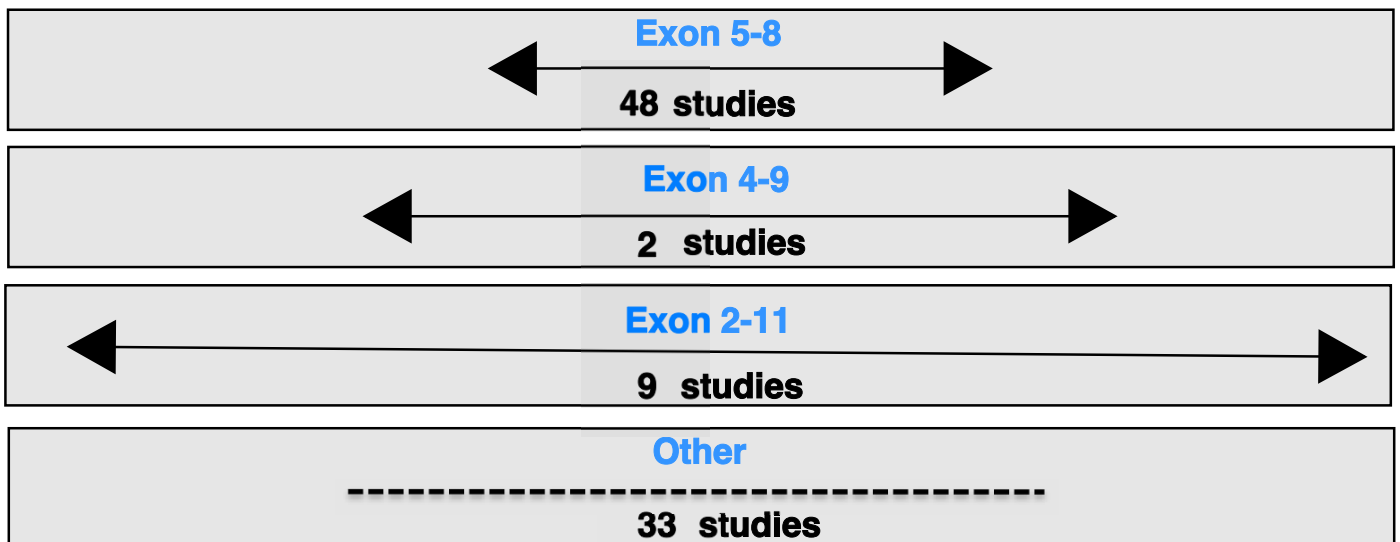 Exon 5-8
48 studies
Exon 4-9
2 studies
Exon 2-11
9 studies
Other
33 studies